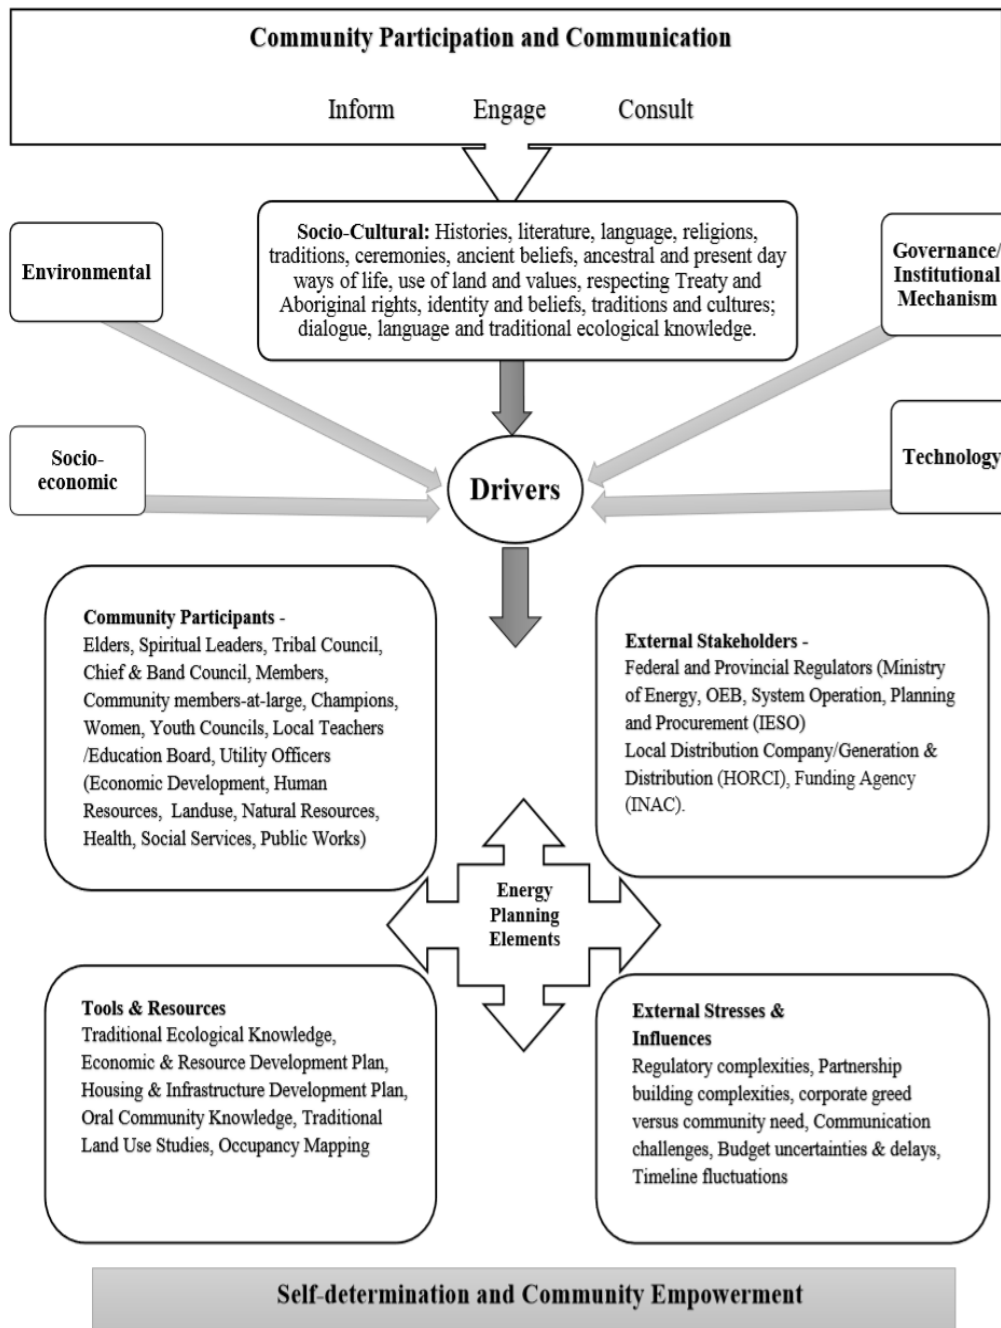 Community Participation and Communication
Inform Engage Consult
Socio-Cultural: Histories, literature, language, religions,
traditions, ceremonies, ancient beliefs, ancestral and present day
ways of life, use of land and values, respecting Treaty and
Aboriginal rights, identity and beliefs, traditions and cultures;
dialogue, language and traditional ecological knowledge.
Environmental
Governance/
Institutional
Mechanism
Socio-
economic
Technology
Drivers
Community Participants -
Elders, Spiritual Leaders, Tribal Council,
Chief & Band Council, Members,
Community members-at-large, Champions,
Women, Youth Councils, Local Teachers
/Education Board, Utility Officers
(Economic Development, Human
Resources, Landuse, Natural Resources,
Health, Social Services, Public Works)
External Stakeholders -
Federal and Provincial Regulators (Ministry
of Energy, OEB, System Operation, Planning
and Procurement (IESO)
Local Distribution Company/Generation &
Distribution (HORCI), Funding Agency
(INAC).
Energy
Planning
Elements
Tools & Resources
Traditional Ecological Knowledge,
Economic & Resource Development Plan,
Housing & Infrastructure Development Plan,
Oral Community Knowledge, Traditional
Land Use Studies, Occupancy Mapping
External Stresses &
Influences
Regulatory complexities, Partnership
building complexities, corporate greed
versus community need, Communication
challenges, Budget uncertainties & delays,
Timeline fluctuations
Self-determination and Community Empowerment